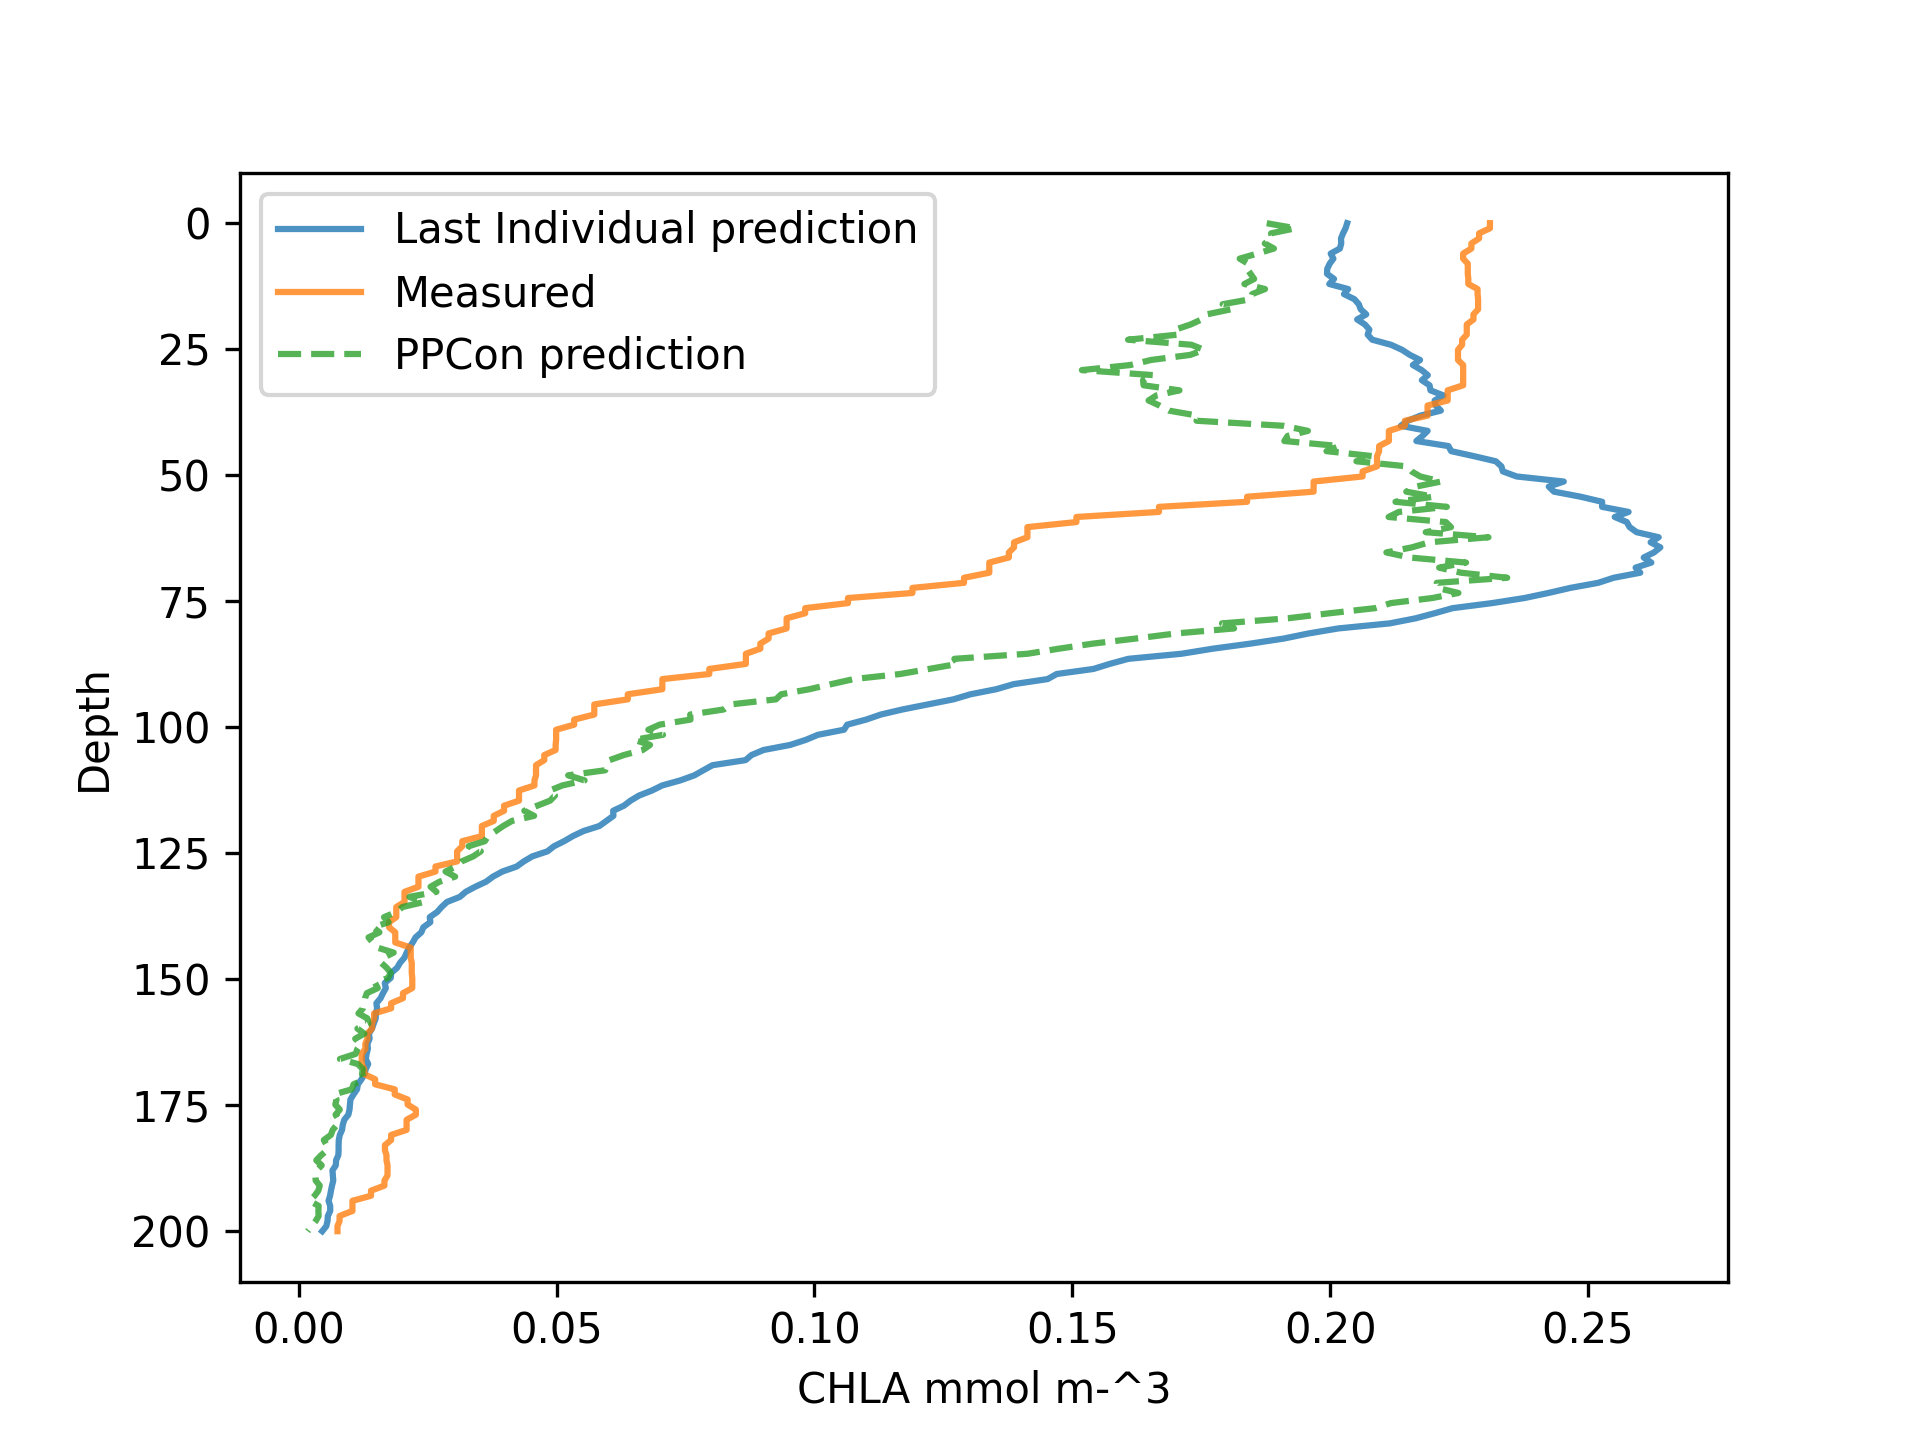 Last Individual prediction
Measured
PPCon prediction
0
25
50
75
100
125
150
175
200
Depth
0.00 0.05 0.10 0.15 0.20 0.25
CHLA mmol m-^3